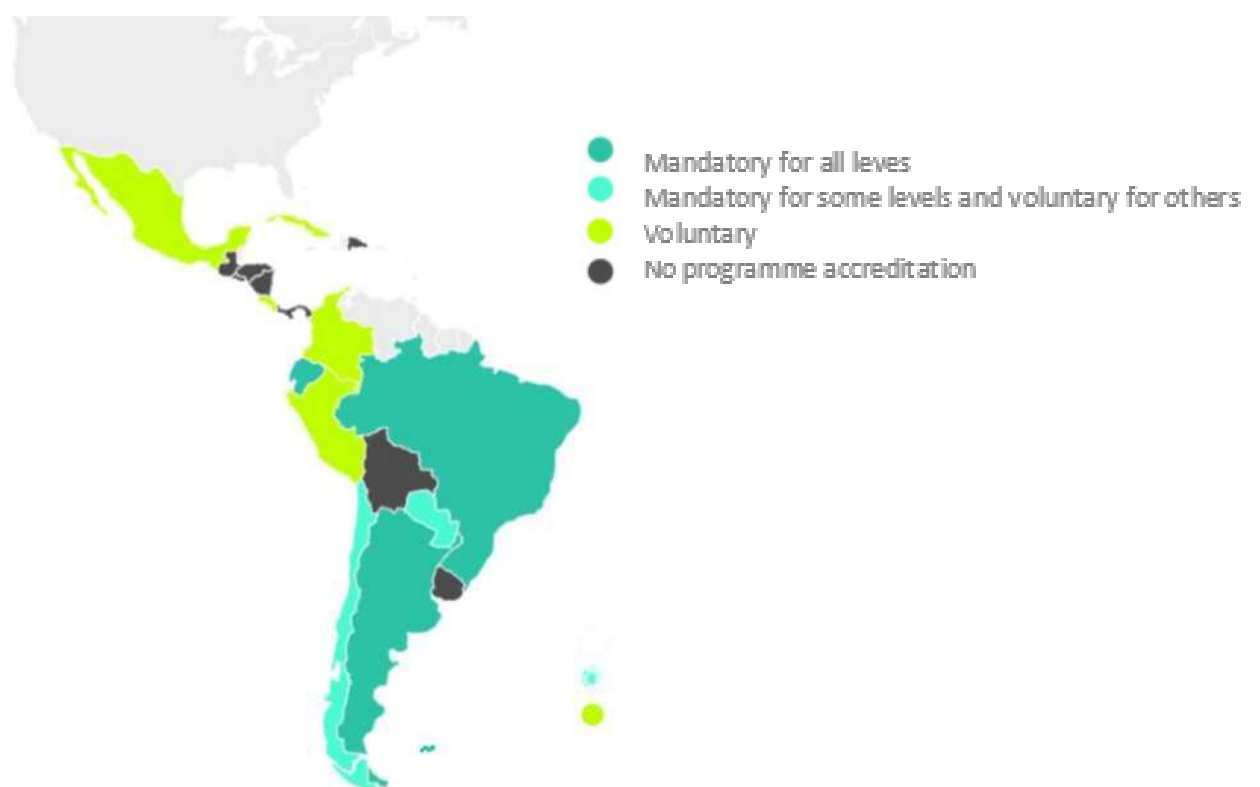 Mandatory for all leves
Mandatory for some levels and voluntary for others
Voluntary
No programme accreditation